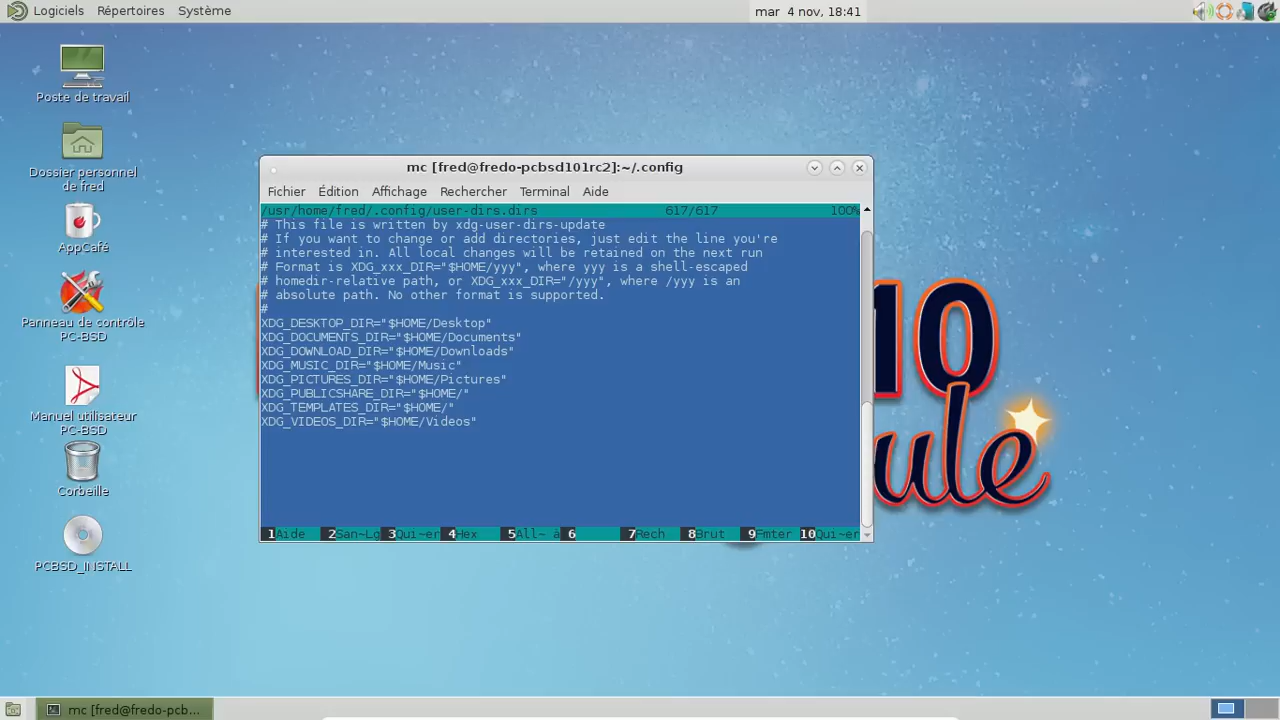 Logiciels Répertoires Système
mar 4 nov, 18:41
Poste de travail
Dossier personnel
de fred
AppCafé
Panneau de contrôle
PC-BSD
Manuel utilisateur
PC-BSD
Corbeille
PCBSD_INSTALL
mc [fred@fredo-pcbsd101rc2]:~/.config
Fichier Édition Affichage Rechercher Terminal Aide
/usr/home/fred/.config/user-dirs.dirs 617/617 100%
# This file is written by xdg-user-dirs-update
# If you want to change or add directories, just edit the line you're
# interested in. All local changes will be retained on the next run
# Format is XDG_xxx_DIR="$HOME/yyy", where yyy is a shell-escaped
# homedir-relative path, or XDG_xxx_DIR="/yyy", where /yyy is an
# absolute path. No other format is supported.
#
XDG_DESKTOP_DIR="$HOME/Desktop"
XDG_DOCUMENTS_DIR="$HOME/Documents"
XDG_DOWNLOAD_DIR="$HOME/Downloads"
XDG_MUSIC_DIR="$HOME/Music"
XDG_PICTURES_DIR="$HOME/Pictures"
XDG_PUBLICSHARE_DIR="$HOME/"
XDG_TEMPLATES_DIR="$HOME/"
XDG_VIDEOS_DIR="$HOME/Videos"
1Aide 2San~Lg 3Qui~er 4Hex 5All~ à 6 7Rech 8Brut 9Fmter 10Qui~er
10
ule
mc [fred@fredo-pcb...